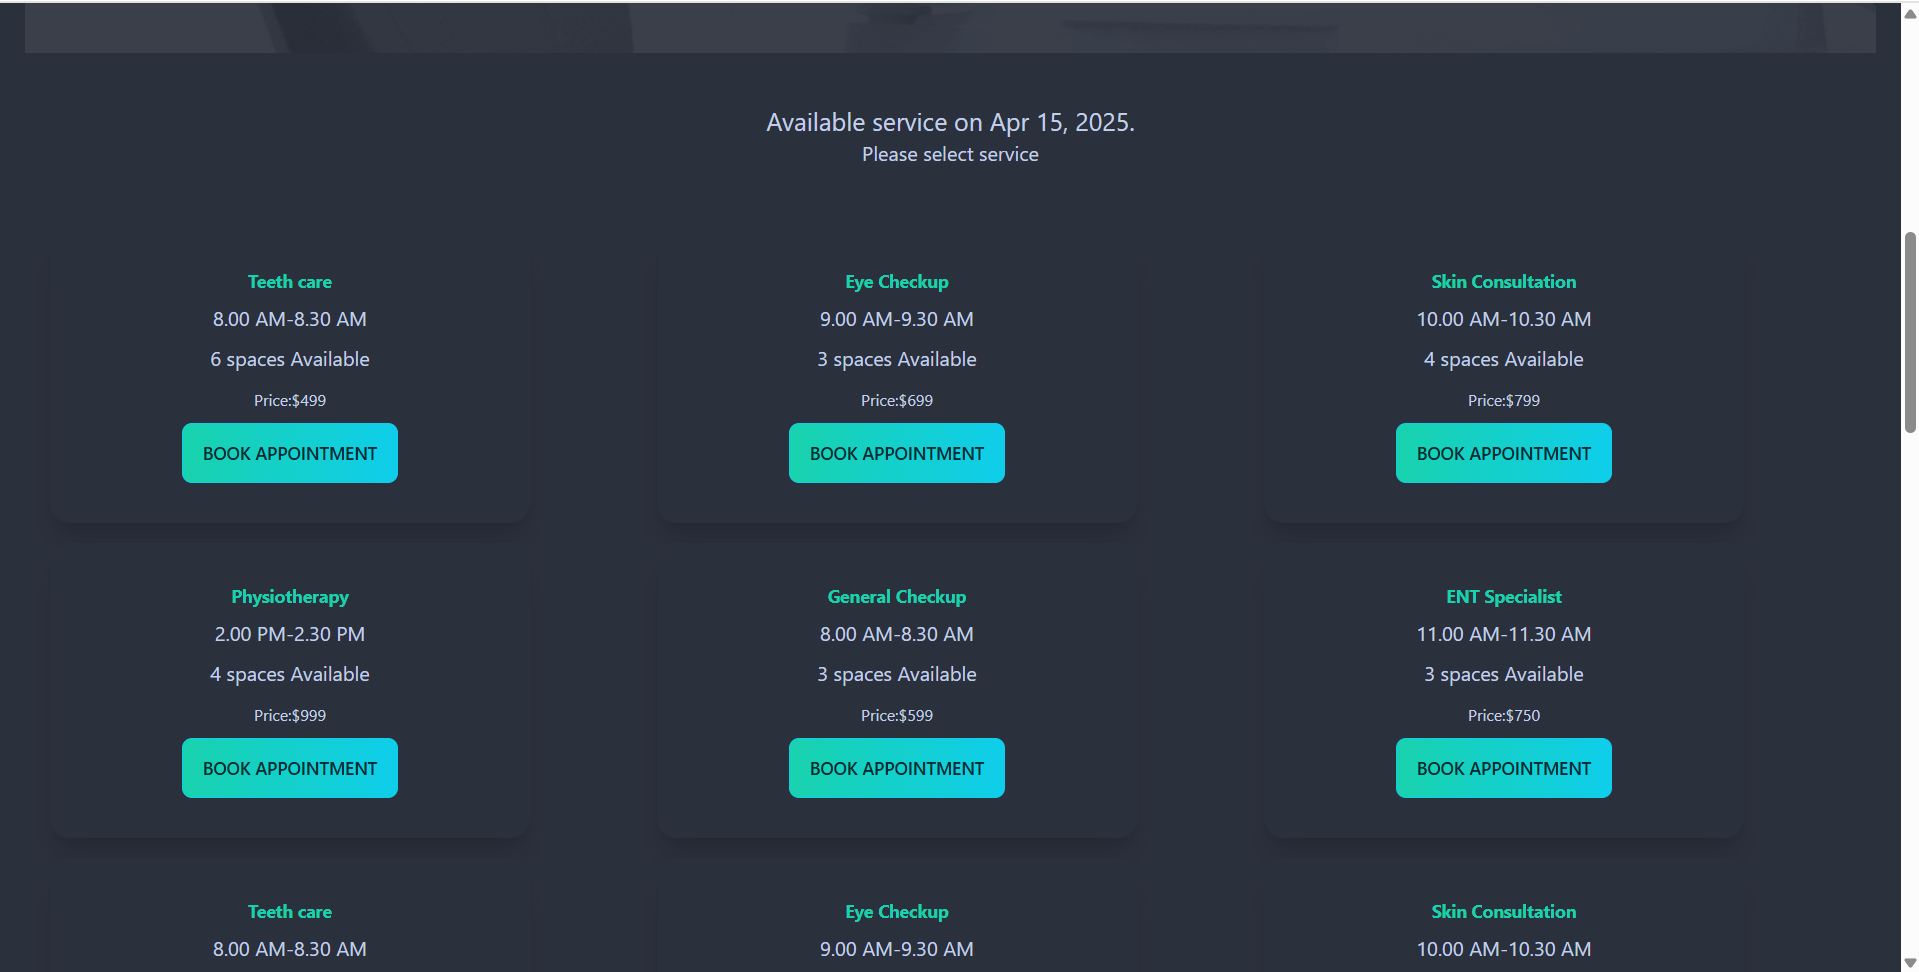 Available service on Apr 15, 2025.
Please select service
Teeth care
8.00 AM-8.30 AM
6 spaces Available
Price:$499
BOOK APPOINTMENT
Eye Checkup
9.00 AM-9.30 AM
3 spaces Available
Price:$699
BOOK APPOINTMENT
Skin Consultation
10.00 AM-10.30 AM
4 spaces Available
Price:$799
BOOK APPOINTMENT
Physiotherapy
2.00 PM-2.30 PM
4 spaces Available
Price:$999
BOOK APPOINTMENT
General Checkup
8.00 AM-8.30 AM
3 spaces Available
Price:$599
BOOK APPOINTMENT
ENT Specialist
11.00 AM-11.30 AM
3 spaces Available
Price:$750
BOOK APPOINTMENT
Teeth care
8.00 AM-8.30 AM
Eye Checkup
9.00 AM-9.30 AM
Skin Consultation
10.00 AM-10.30 AM